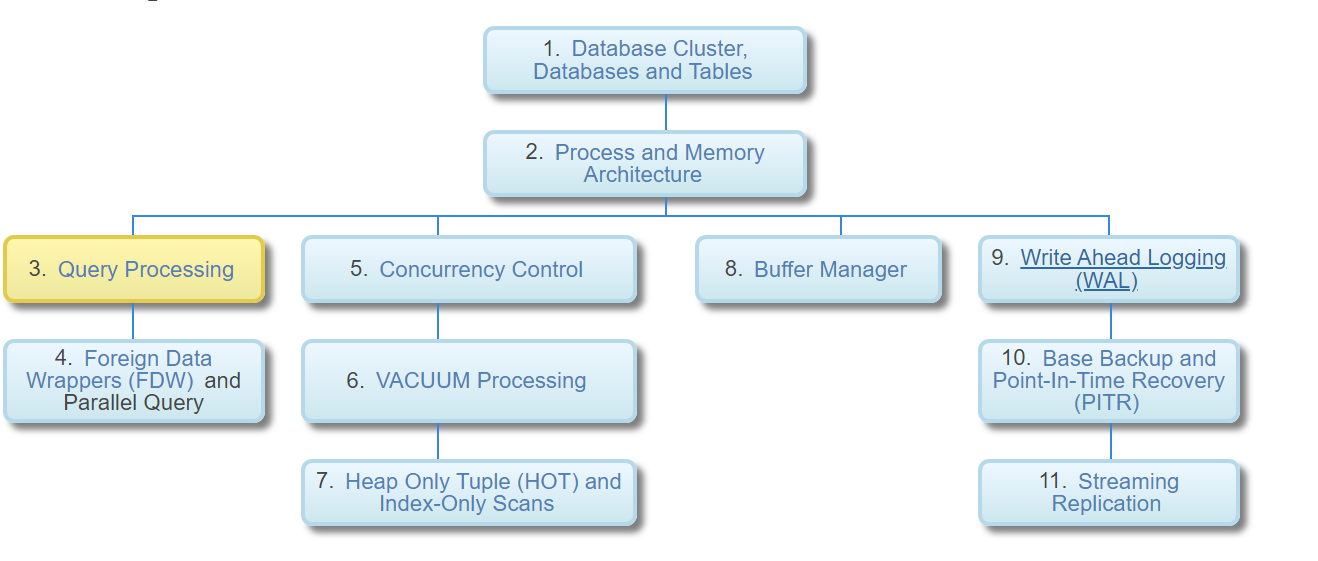 1. Database Cluster,
Databases and Tables
2. Process and Memory
Architecture
3. Query Processing
5. Concurrency Control
8. Buffer Manager
9. Write Ahead Logging
(WAL)
4. Foreign Data
Wrappers (FDW) and
Parallel Query
6. VACUUM Processing
10. Base Backup and
Point-In-Time Recovery
(PITR)
7. Heap Only Tuple (HOT) and
Index-Only Scans
11. Streaming
Replication